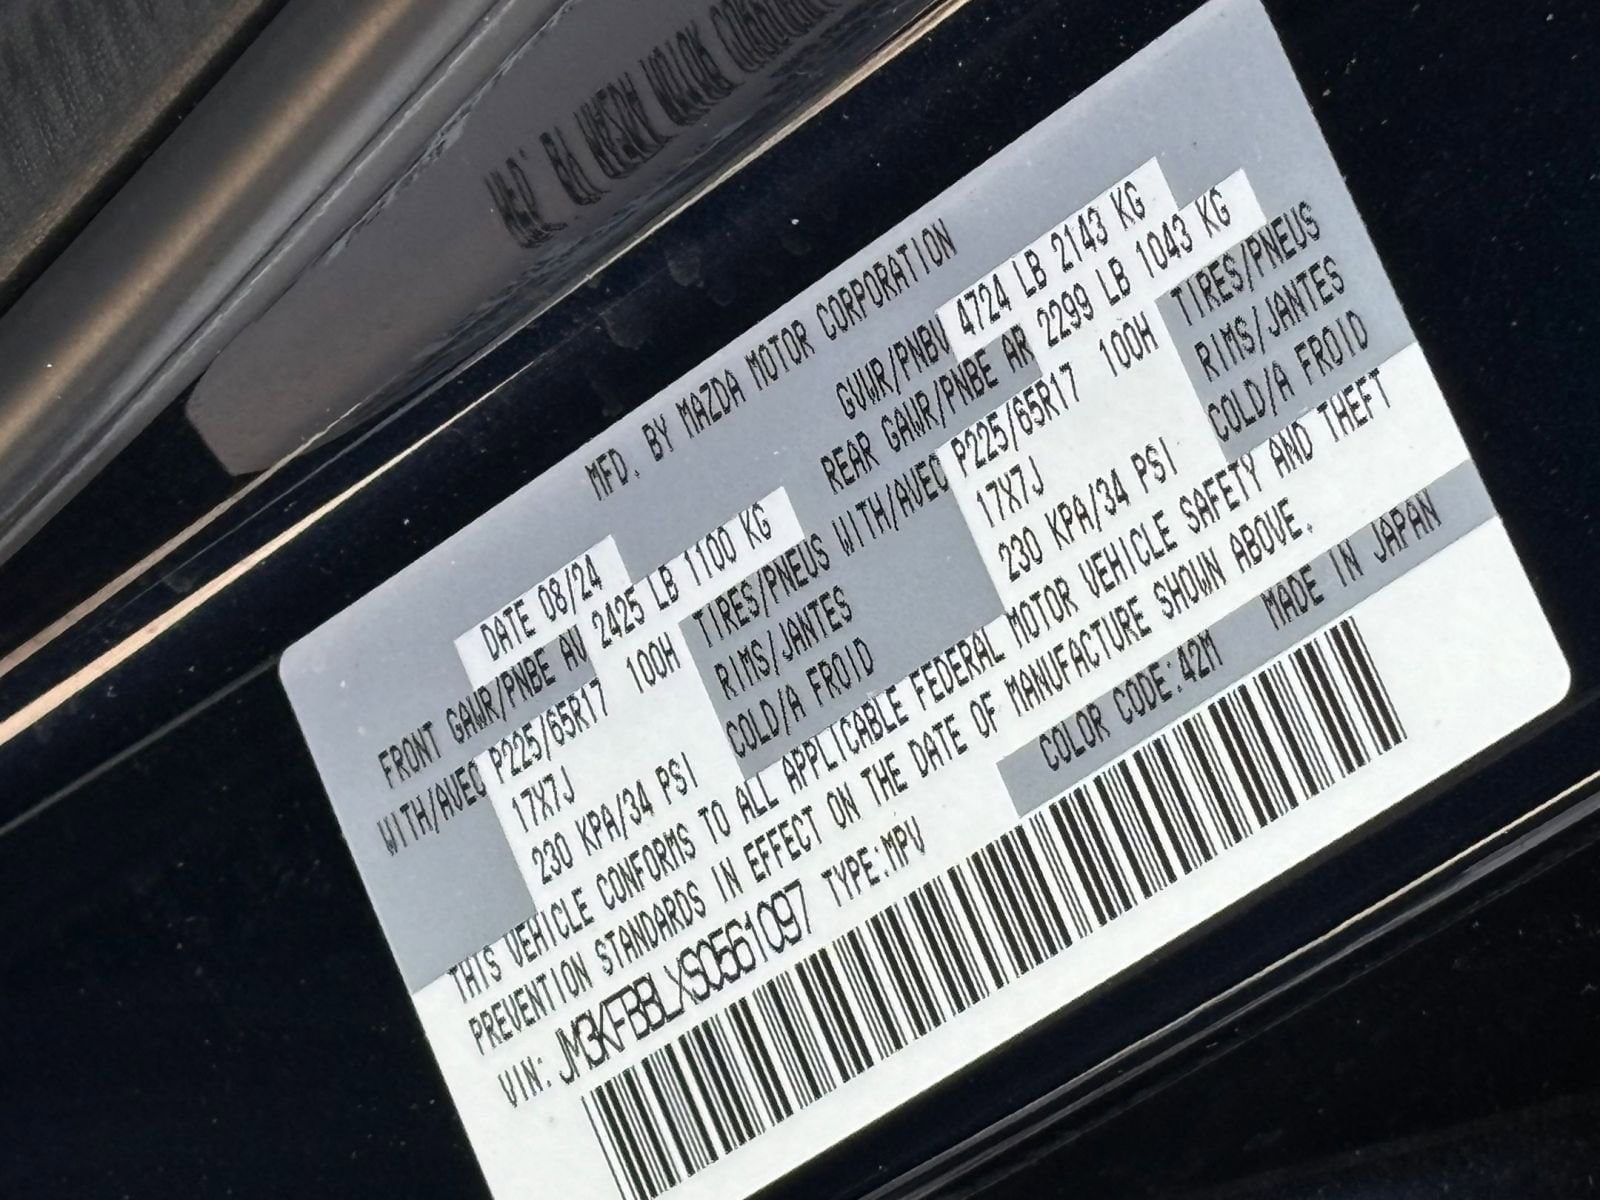 MFD. BY MAZDA MOTOR CORPORATION
DATE 08/24 GVWR/PNBV 4724 LB 2143 KG
FRONT GAWR/PNBE AV 2425 LB 1100 KG REAR GAWR/PNBE AR 2299 LB 1043 KG
WITH/AVEC P225/65R17 100H TIRES/PNEUS WITH/AVEC P225/65R17 100H TIRES/PNEUS
17X7J RIMS/JANTES 17X7J RIMS/JANTES
230 KPA/34 PSI COLD/A FROID 230 KPA/34 PSI COLD/A FROID
THIS VEHICLE CONFORMS TO ALL APPLICABLE FEDERAL MOTOR VEHICLE SAFETY AND THEFT
PREVENTION STANDARDS IN EFFECT ON THE DATE OF MANUFACTURE SHOWN ABOVE.
VIN: JM3KFBBLXS0561097 TYPE:MPV COLOR CODE:42M MADE IN JAPAN